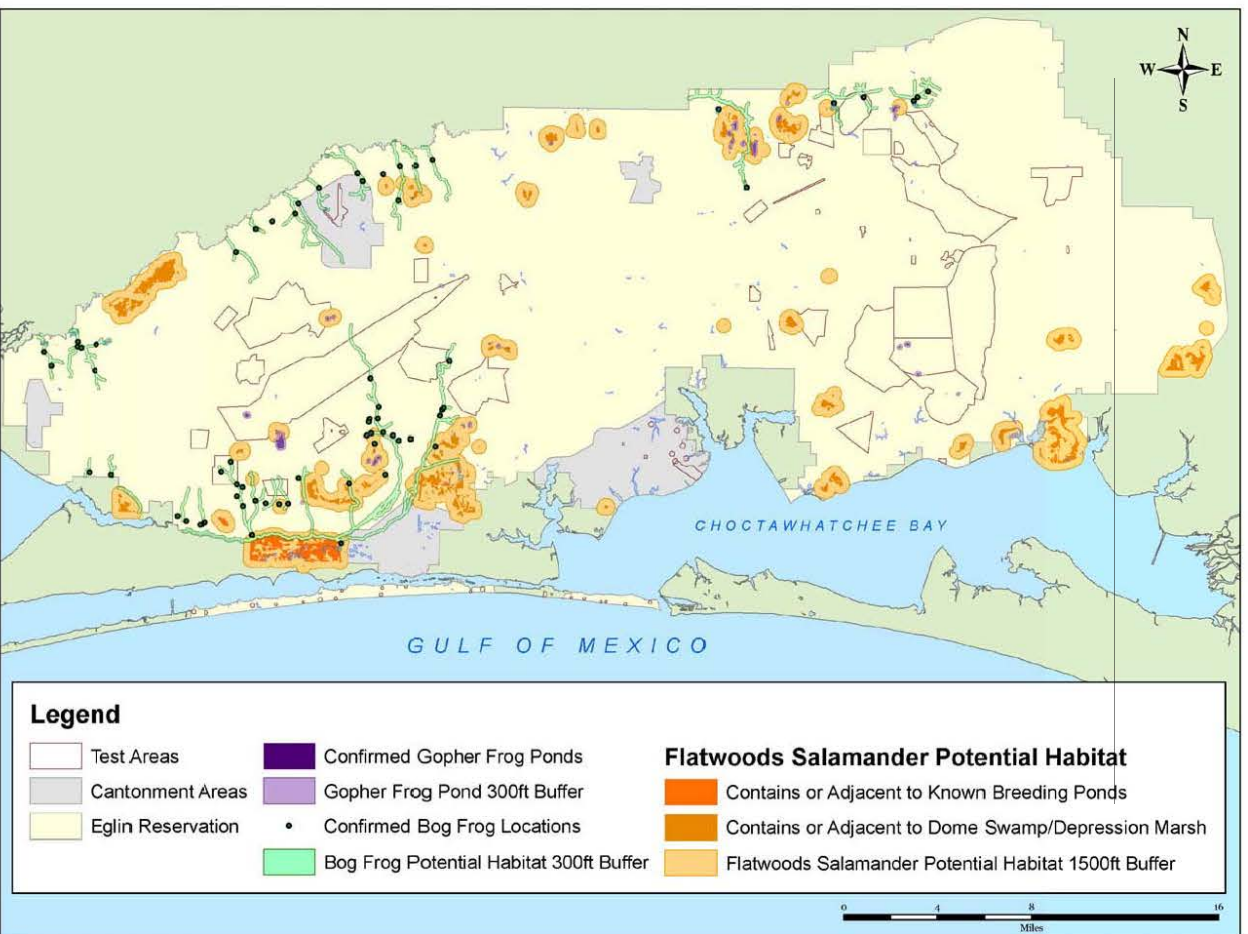 N
W E
S
CHOCTAWHATCHEE BAY
GULF OF MEXICO
Legend
Test Areas
Cantonment Areas
Eglin Reservation
Confirmed Gopher Frog Ponds
Gopher Frog Pond 300ft Buffer
Confirmed Bog Frog Locations
Bog Frog Potential Habitat 300ft Buffer
Flatwoods Salamander Potential Habitat
Contains or Adjacent to Known Breeding Ponds
Contains or Adjacent to Dome Swamp/Depression Marsh
Flatwoods Salamander Potential Habitat 1500ft Buffer
0 4 8 16
Miles